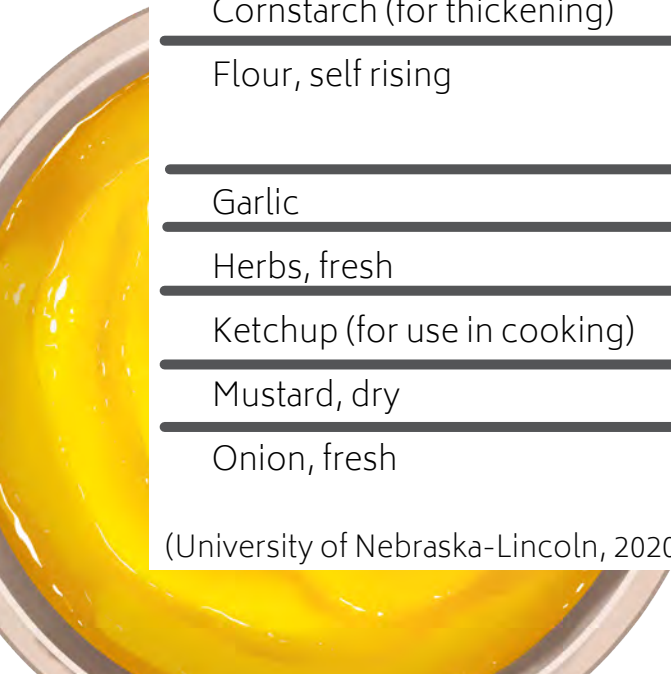 Cornstarch (for thickening)
Flour, self rising
Garlic
Herbs, fresh
Ketchup (for use in cooking)
Mustard, dry
Onion, fresh
(University of Nebraska-Lincoln, 2020